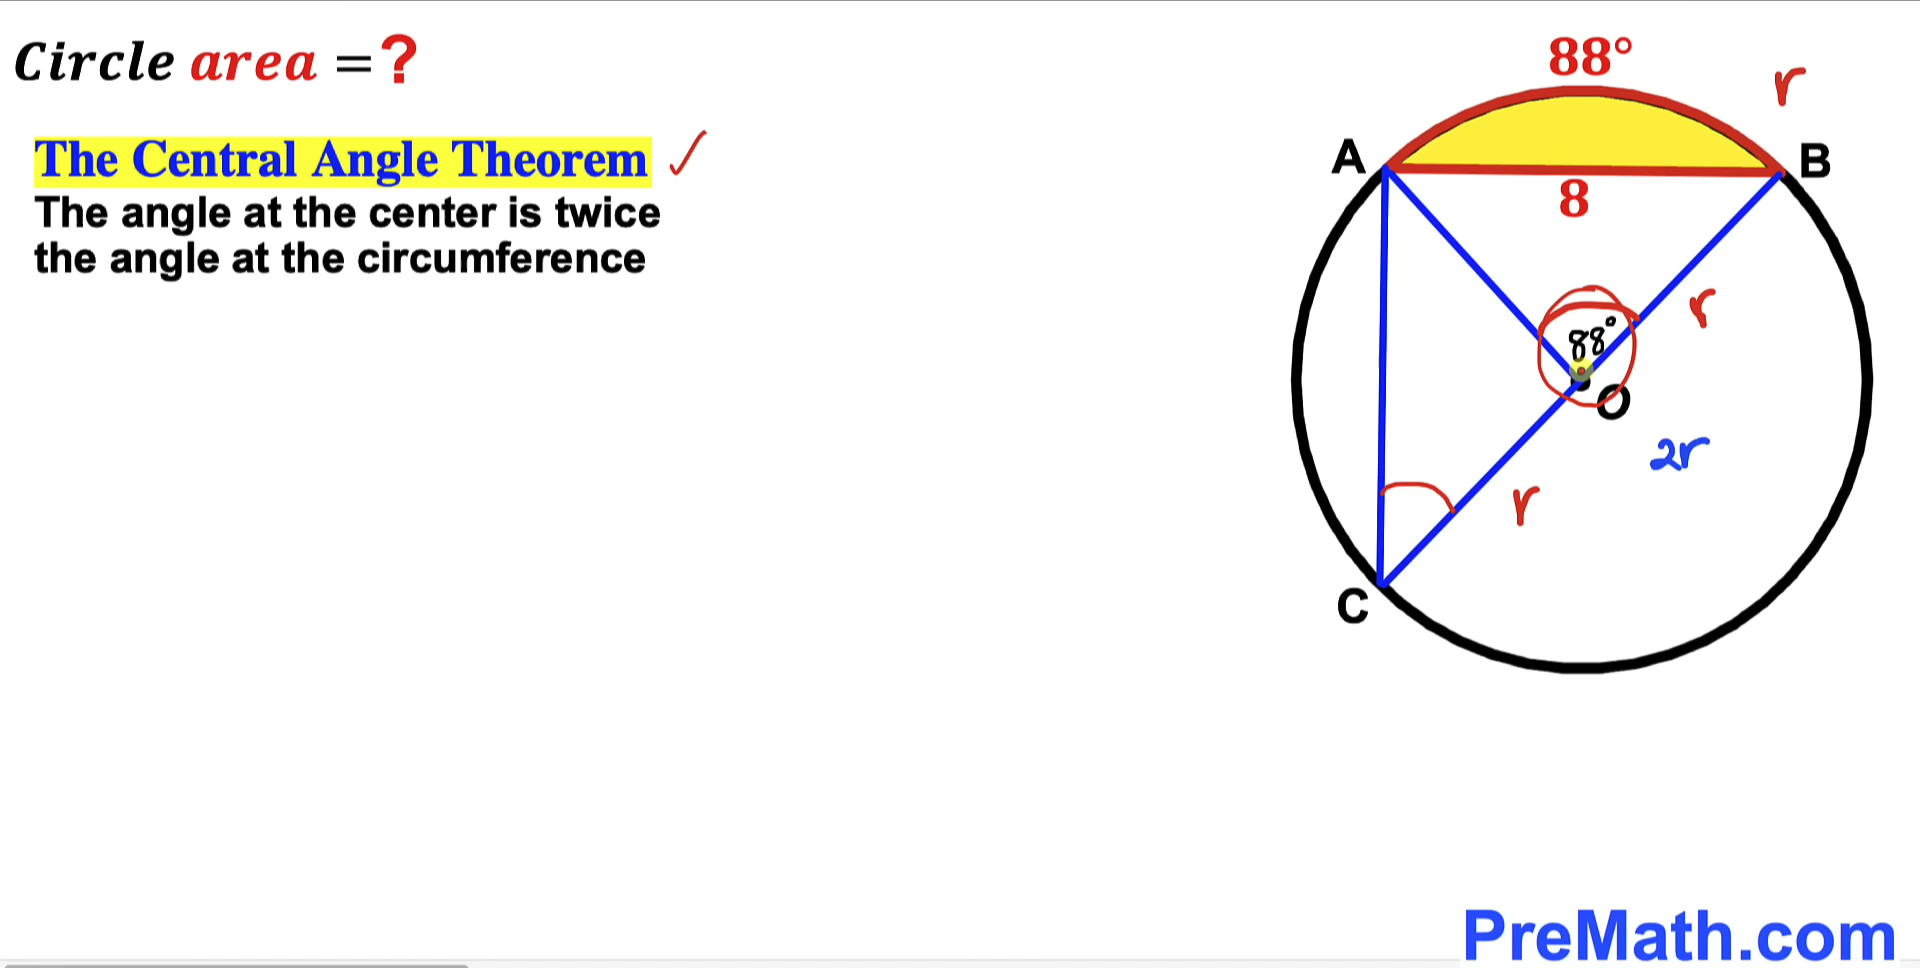 Circle area =?
The Central Angle Theorem ✓
The angle at the center is twice
the angle at the circumference
88°
r
A
B
8
r
88°
O
2r
r
C
PreMath.com